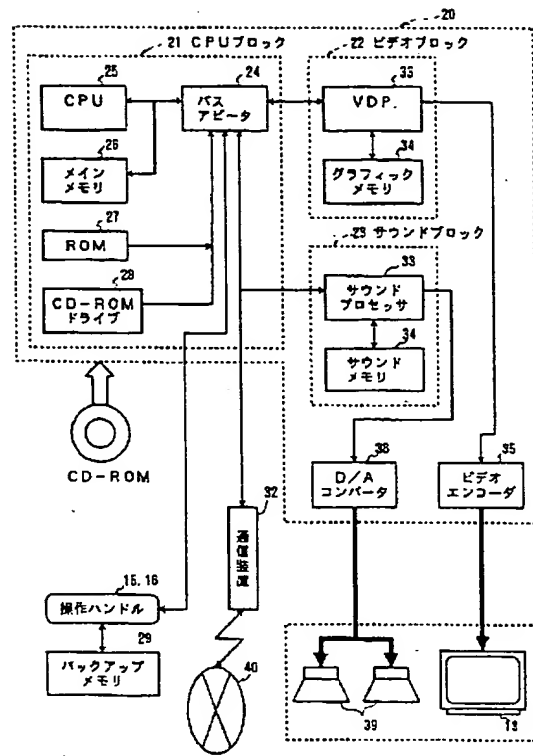 20
21 CPUブロック
22 ビデオブロック
25
CPU
24
バス
アビータ
33
VDP.
26
メイン
メモリ
34
グラフィック
メモリ
27
ROM
23 サウンドブロック
28
CD-ROM
ドライブ
33
サウンド
プロセッサ
34
サウンド
メモリ
CD-ROM
38
D/A
コンバータ
35
ビデオ
エンコーダ
32
通信装置
15,16
操作ハンドル
29
バックアップ
メモリ
40
39
13